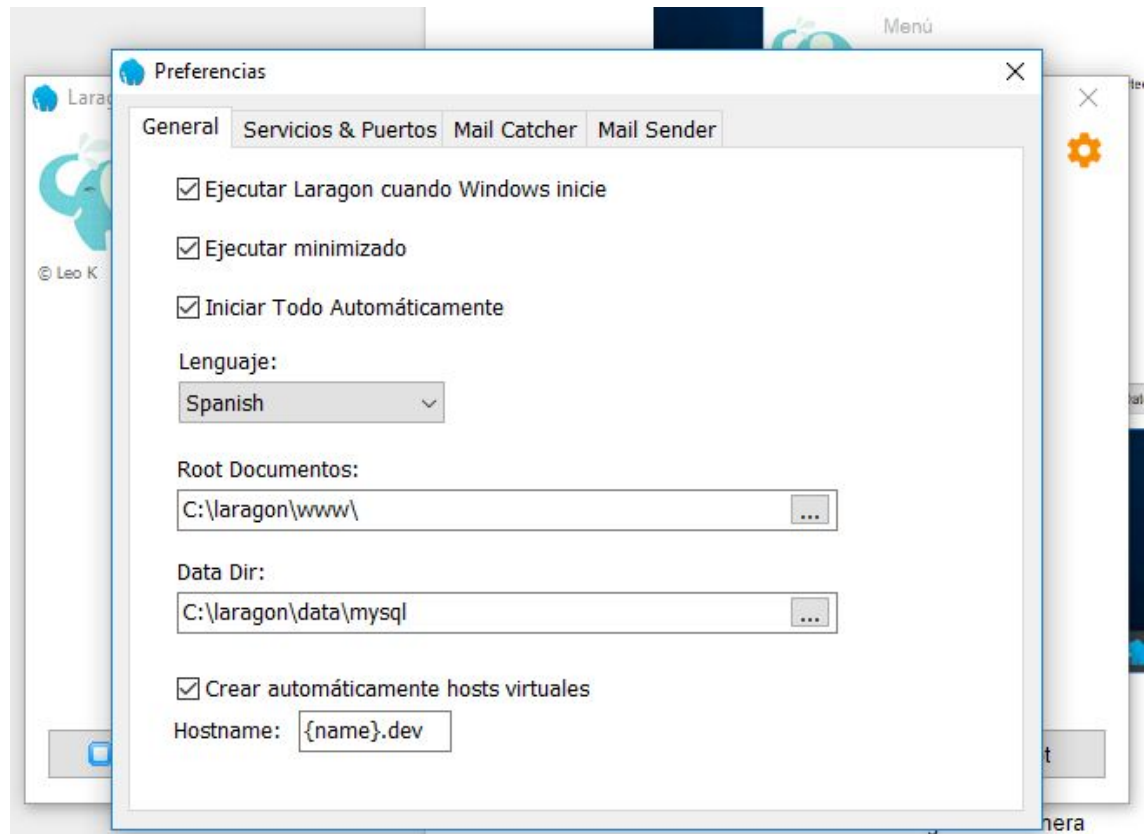 Menú
Preferencias
General
Servicios & Puertos
Mail Catcher
Mail Sender
Ejecutar Laragon cuando Windows inicie
Ejecutar minimizado
© Leo K
Iniciar Todo Automáticamente
Lenguaje:
Spanish
Root Documentos:
C:\laragon\www\
...
Data Dir:
C:\laragon\data\mysql
...
Crear automáticamente hosts virtuales
Hostname:
{name}.dev